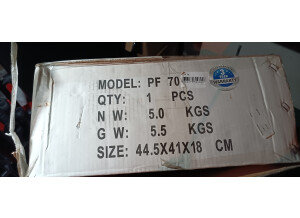 MODEL: PF 70
QTY: 1 PCS
N W: 5.0 KGS
G W: 5.5 KGS
SIZE: 44.5X41X18 CM